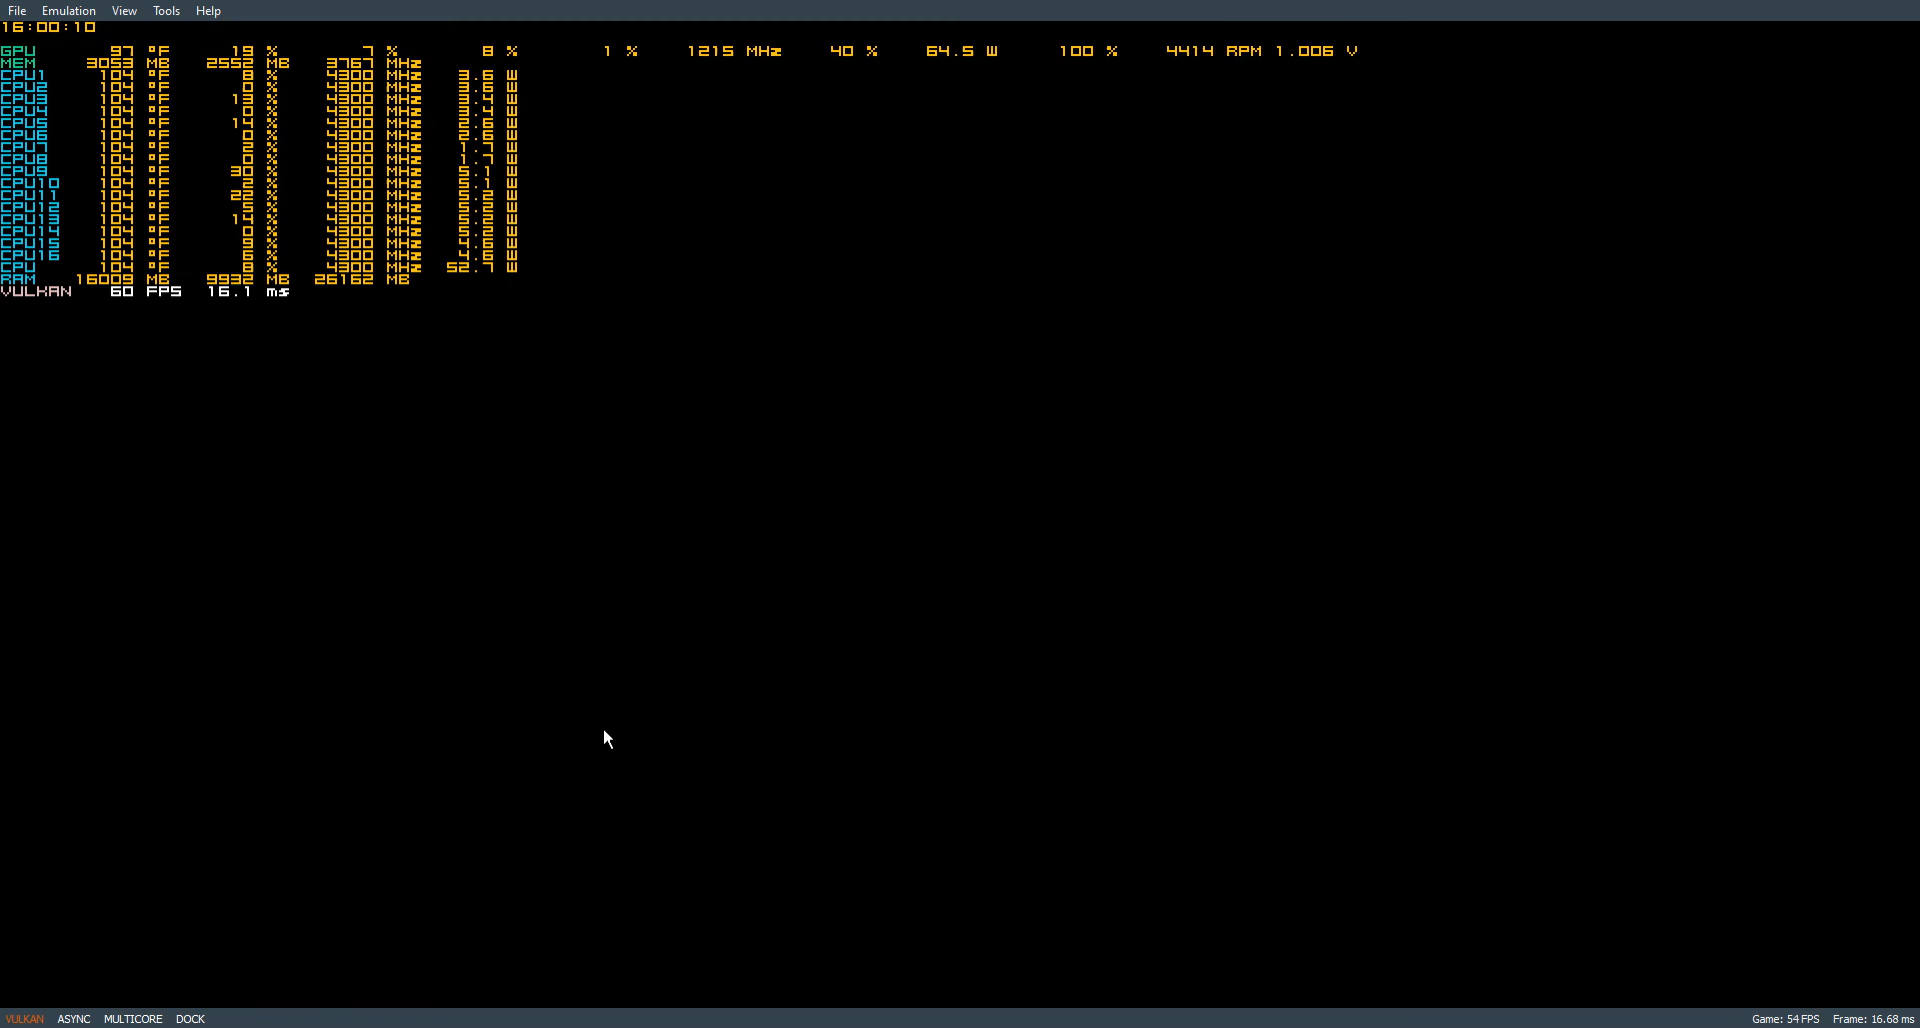 File Emulation View Tools Help
16:00:10
GPU 97 °F 19 % 7 % 8 % 1 % 1215 MHz 40 % 64.5 W 100 % 4414 RPM 1.006 V
MEM 3053 MB 2552 MB 3767 MHz
CPU1 104 °F 8 % 4300 MHz 3.6 W
CPU2 104 °F 0 % 4300 MHz 3.6 W
CPU3 104 °F 13 % 4300 MHz 3.4 W
CPU4 104 °F 0 % 4300 MHz 3.4 W
CPU5 104 °F 14 % 4300 MHz 2.6 W
CPU6 104 °F 0 % 4300 MHz 2.6 W
CPU7 104 °F 2 % 4300 MHz 1.7 W
CPU8 104 °F 0 % 4300 MHz 1.7 W
CPU9 104 °F 30 % 4300 MHz 5.1 W
CPU10 104 °F 2 % 4300 MHz 5.1 W
CPU11 104 °F 22 % 4300 MHz 5.2 W
CPU12 104 °F 5 % 4300 MHz 5.2 W
CPU13 104 °F 14 % 4300 MHz 5.2 W
CPU14 104 °F 0 % 4300 MHz 5.2 W
CPU15 104 °F 9 % 4300 MHz 4.6 W
CPU16 104 °F 6 % 4300 MHz 4.6 W
CPU 104 °F 8 % 4300 MHz 52.7 W
RAM 16009 MB 9932 MB 26162 MB
VULKAN 60 FPS 16.1 ms
VULKAN ASYNC MULTICORE DOCK Game: 54 FPS Frame: 16.68 ms